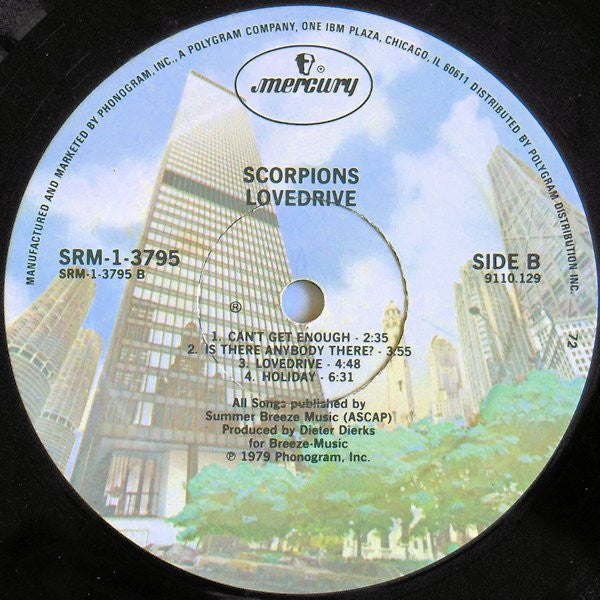 MANUFACTURED AND MARKETED BY PHONOGRAM, INC., A POLYGRAM COMPANY, ONE IBM PLAZA, CHICAGO, IL 60611 DISTRIBUTED BY POLYGRAM DISTRIBUTION INC.
mercury ®
SCORPIONS
LOVEDRIVE
SRM-1-3795
SRM-1-3795 B
SIDE B
9110.129
®
72
1. CAN'T GET ENOUGH - 2:35
2. IS THERE ANYBODY THERE? - 3:55
3. LOVEDRIVE - 4:48
4. HOLIDAY - 6:31
All Songs published by
Summer Breeze Music (ASCAP)
Produced by Dieter Dierks
for Breeze-Music
℗ 1979 Phonogram, Inc.